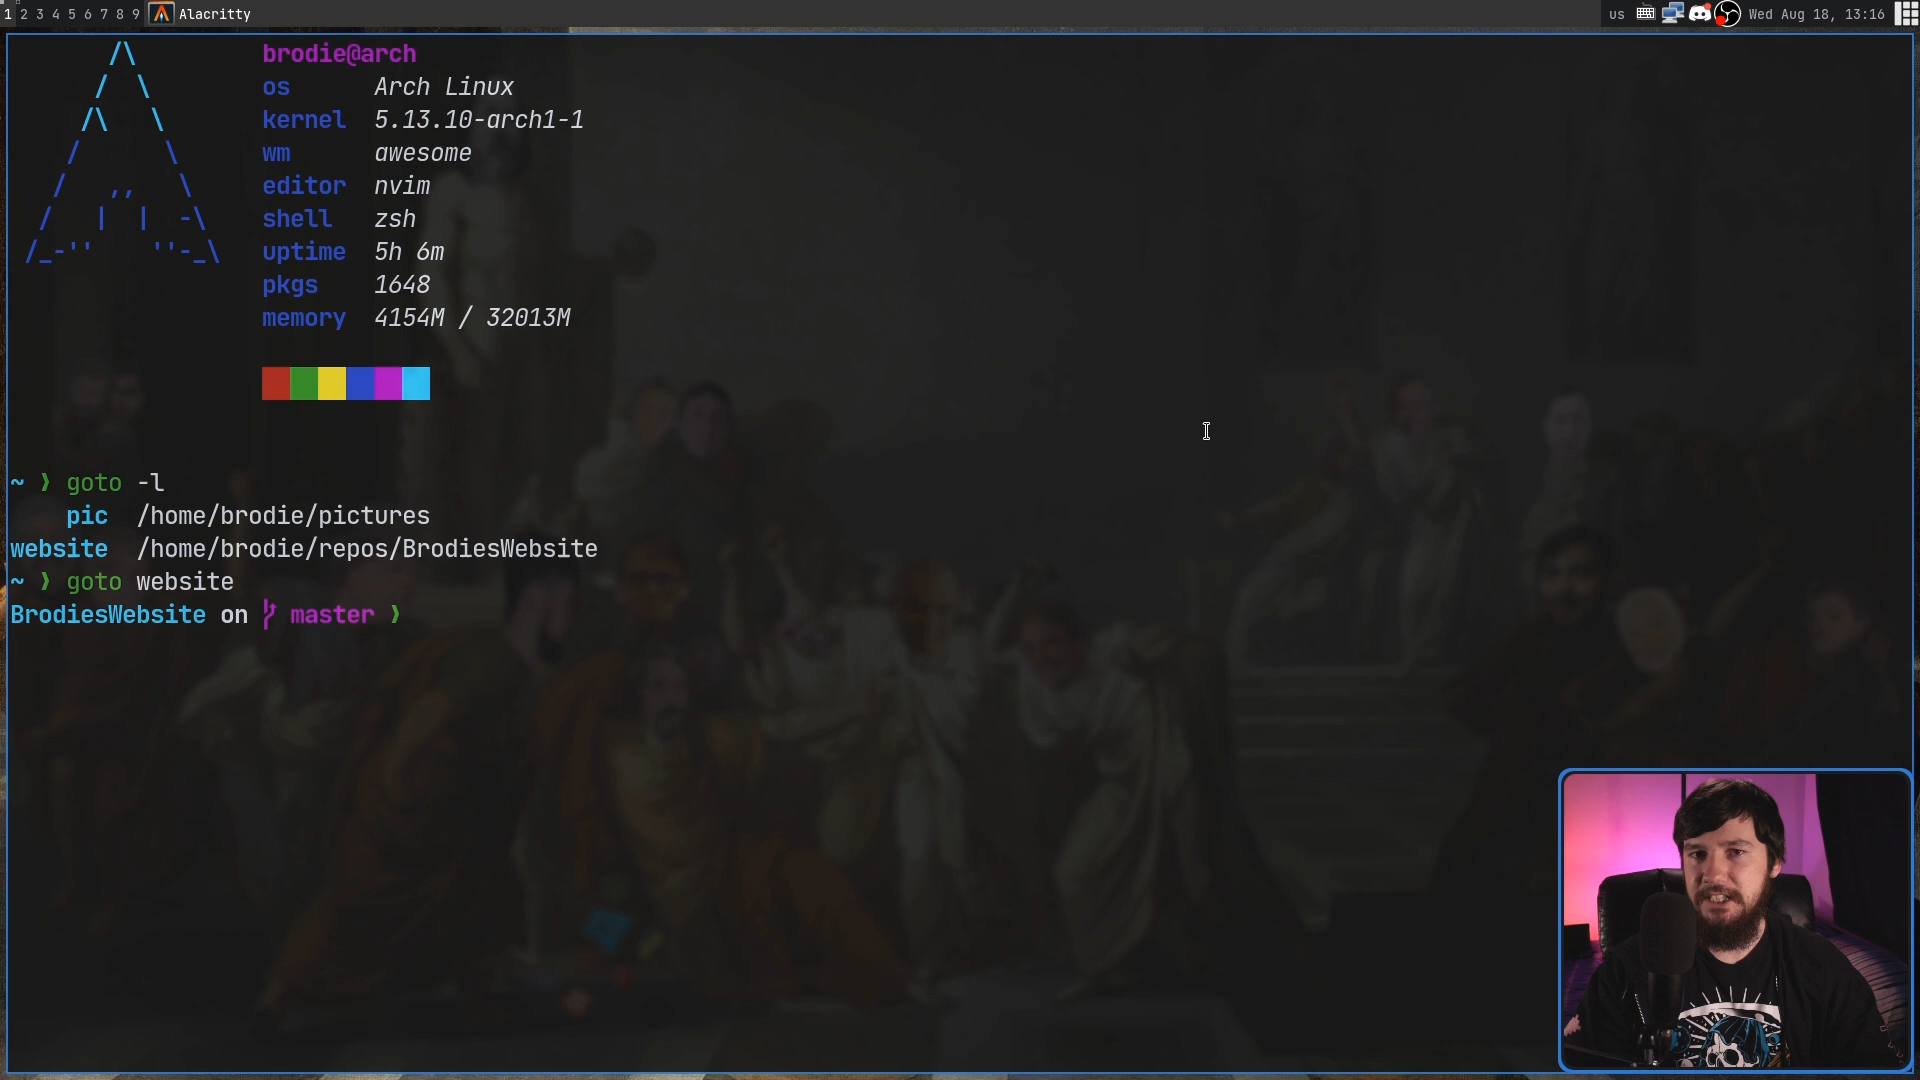 1 2 3 4 5 6 7 8 9 Alacritty us Wed Aug 18, 13:16
brodie@arch
os Arch Linux
kernel 5.13.10-arch1-1
wm awesome
editor nvim
shell zsh
uptime 5h 6m
pkgs 1648
memory 4154M / 32013M
~ ❯ goto -l
pic /home/brodie/pictures
website /home/brodie/repos/BrodiesWebsite
~ ❯ goto website
BrodiesWebsite on master ❯